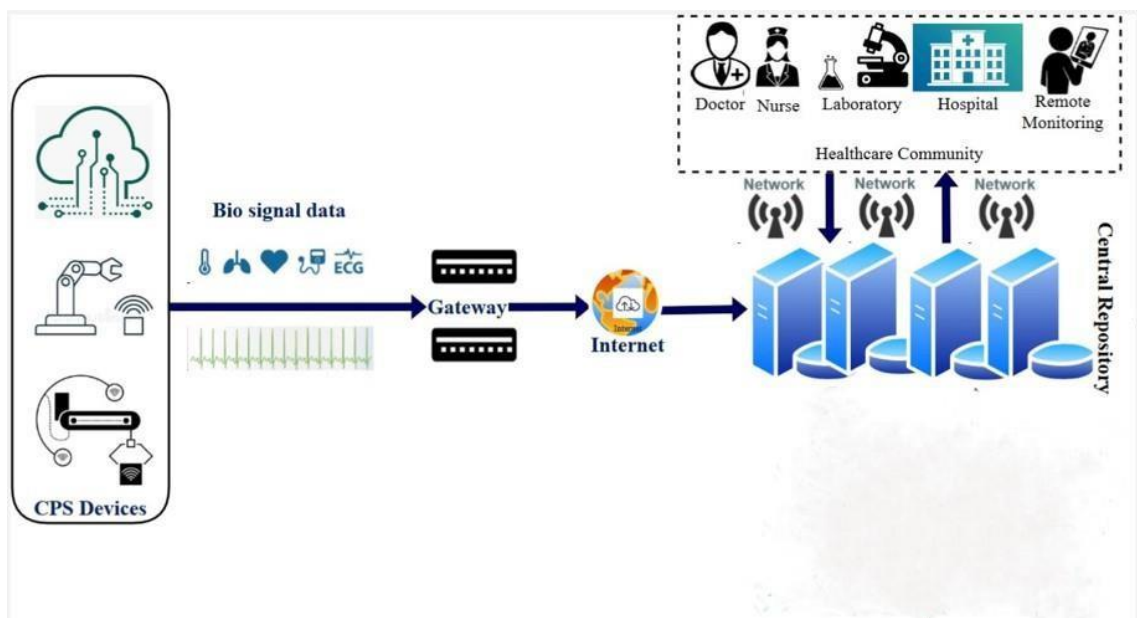 Doctor
Nurse
Laboratory
Hospital
Remote
Monitoring
Healthcare Community
Network
Network
Network
Bio signal data
ECG
Gateway
Internet
Internet
Central Repository
CPS Devices